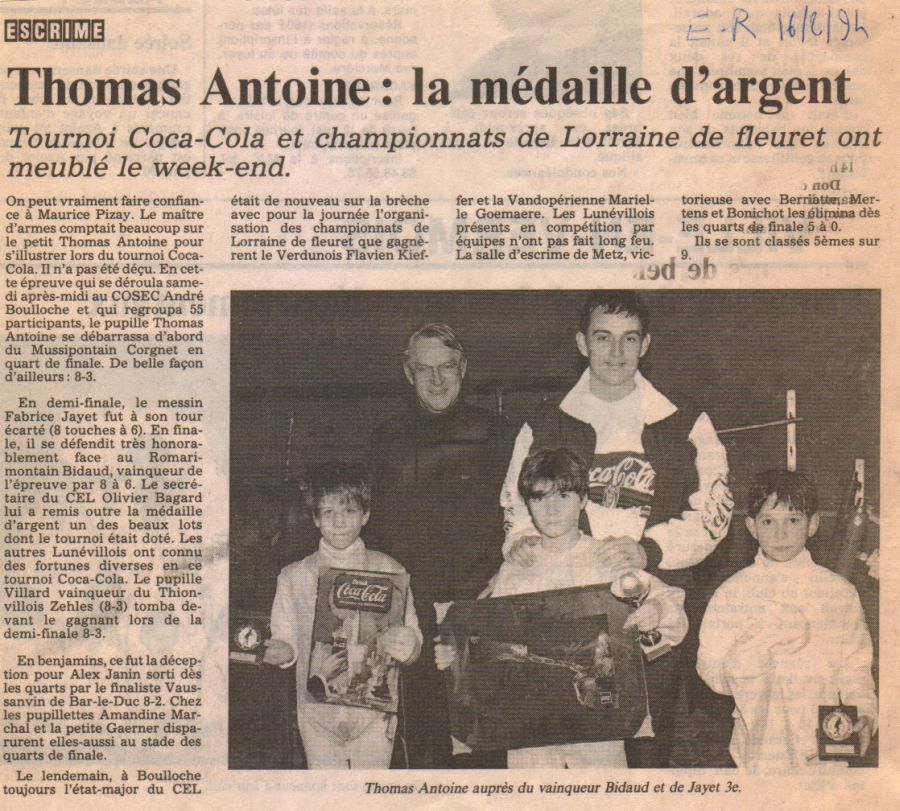 ESCRIME
E-R 16/2/94
Thomas Antoine : la médaille d'argent
Tournoi Coca-Cola et championnats de Lorraine de fleuret ont
meublé le week-end.
On peut vraiment faire confian-
ce à Maurice Pizay. Le maître
d'armes comptait beaucoup sur
le petit Thomas Antoine pour
s'illustrer lors du tournoi Coca-
Cola. Il n'a pas été déçu. En cet-
te épreuve qui se déroula same-
di après-midi au COSEC André
Boulloche et qui regroupa 55
participants, le pupille Thomas
Antoine se débarrassa d'abord
du Mussipontain Corgnet en
quart de finale. De belle façon
d'ailleurs : 8-3.
En demi-finale, le messin
Fabrice Jayet fut à son tour
écarté (8 touches à 6). En fina-
le, il se défendit très honora-
blement face au Romari-
montain Bidaud, vainqueur de
l'épreuve par 8 à 6. Le secré-
taire du CEL Olivier Bagard
lui a remis outre la médaille
d'argent un des beaux lots
dont le tournoi était doté. Les
autres Lunévillois ont connu
des fortunes diverses en ce
tournoi Coca-Cola. Le pupille
Villard vainqueur du Thion-
villois Zehles (8-3) tomba de-
vant le gagnant lors de la
demi-finale 8-3.
En benjamins, ce fut la décep-
tion pour Alex Janin sorti dès
les quarts par le finaliste Vaus-
sanvin de Bar-le-Duc 8-2. Chez
les pupillettes Amandine Mar-
chal et la petite Gaerner dispa-
rurent elles-aussi au stade des
quarts de finale.
Le lendemain, à Boulloche
toujours l'état-major du CEL
était de nouveau sur la brèche
avec pour la journée l'organi-
sation des championnats de
Lorraine de fleuret que gagnè-
rent le Verdunois Flavien Kief-
fer et la Vandopérienne Mariel-
le Goemaere. Les Lunévillois
présents en compétition par
équipes n'ont pas fait long feu.
La salle d'escrime de Metz, vic-
torieuse avec Berriotte, Mer-
tens et Bonichot les élimina dès
les quarts de finale 5 à 0.
Ils se sont classés 5èmes sur
9.
Coca-Cola
Coca-Cola
Thomas Antoine auprès du vainqueur Bidaud et de Jayet 3e.